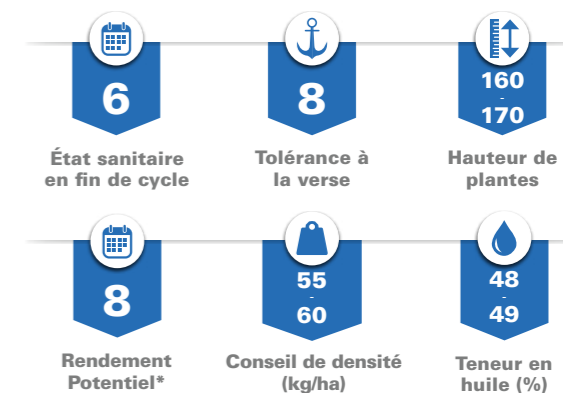 6
État sanitaire
en fin de cycle
8
Tolérance à
la verse
160
-
170
Hauteur de
plantes
8
Rendement
Potentiel*
55
-
60
Conseil de densité
(kg/ha)
48
-
49
Teneur en
huile (%)